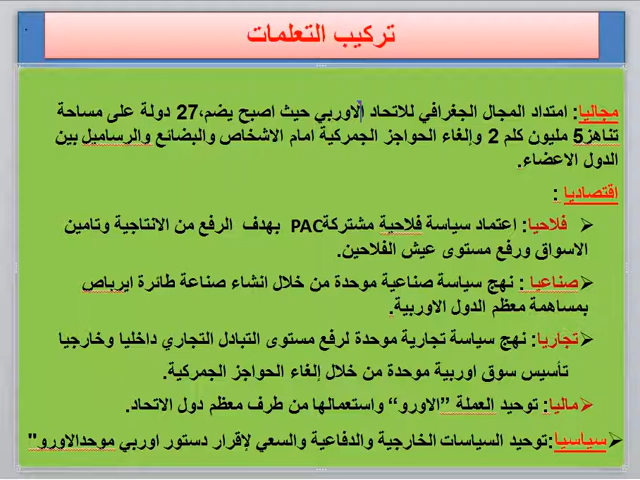 تركيب التعلمات
مجاليا: امتداد المجال الجغرافي للاتحاد الاوربي حيث اصبح يضم،27 دولة على مساحة
تناهز5 مليون كلم 2 وإلغاء الحواجز الجمركية امام الاشخاص والبضائع والرساميل بين
الدول الاعضاء.
اقتصاديا :
فلاحيا: اعتماد سياسة فلاحية مشتركةPAC بهدف الرفع من الانتاجية وتامين
الاسواق ورفع مستوى عيش الفلاحين.
صناعيا : نهج سياسة صناعية موحدة من خلال انشاء صناعة طائرة ايرباص
بمساهمة معظم الدول الاوربية.
تجاريا: نهج سياسة تجارية موحدة لرفع مستوى التبادل التجاري داخليا وخارجيا
تأسيس سوق اوربية موحدة من خلال إلغاء الحواجز الجمركية.
ماليا: توحيد العملة ”الاورو“ واستعمالها من طرف معظم دول الاتحاد.
سياسيا:توحيد السياسات الخارجية والدفاعية والسعي لإقرار دستور اوربي موحدالاورو"